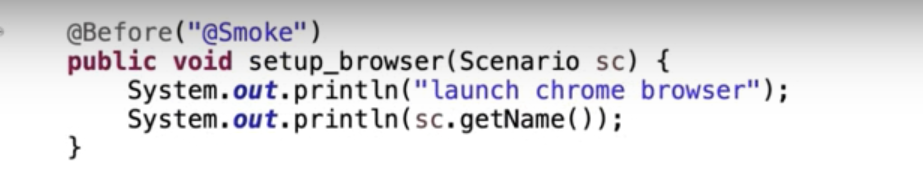 @Before("@Smoke")
public void setup_browser(Scenario sc) {
System.out.println("launch chrome browser");
System.out.println(sc.getName());
}